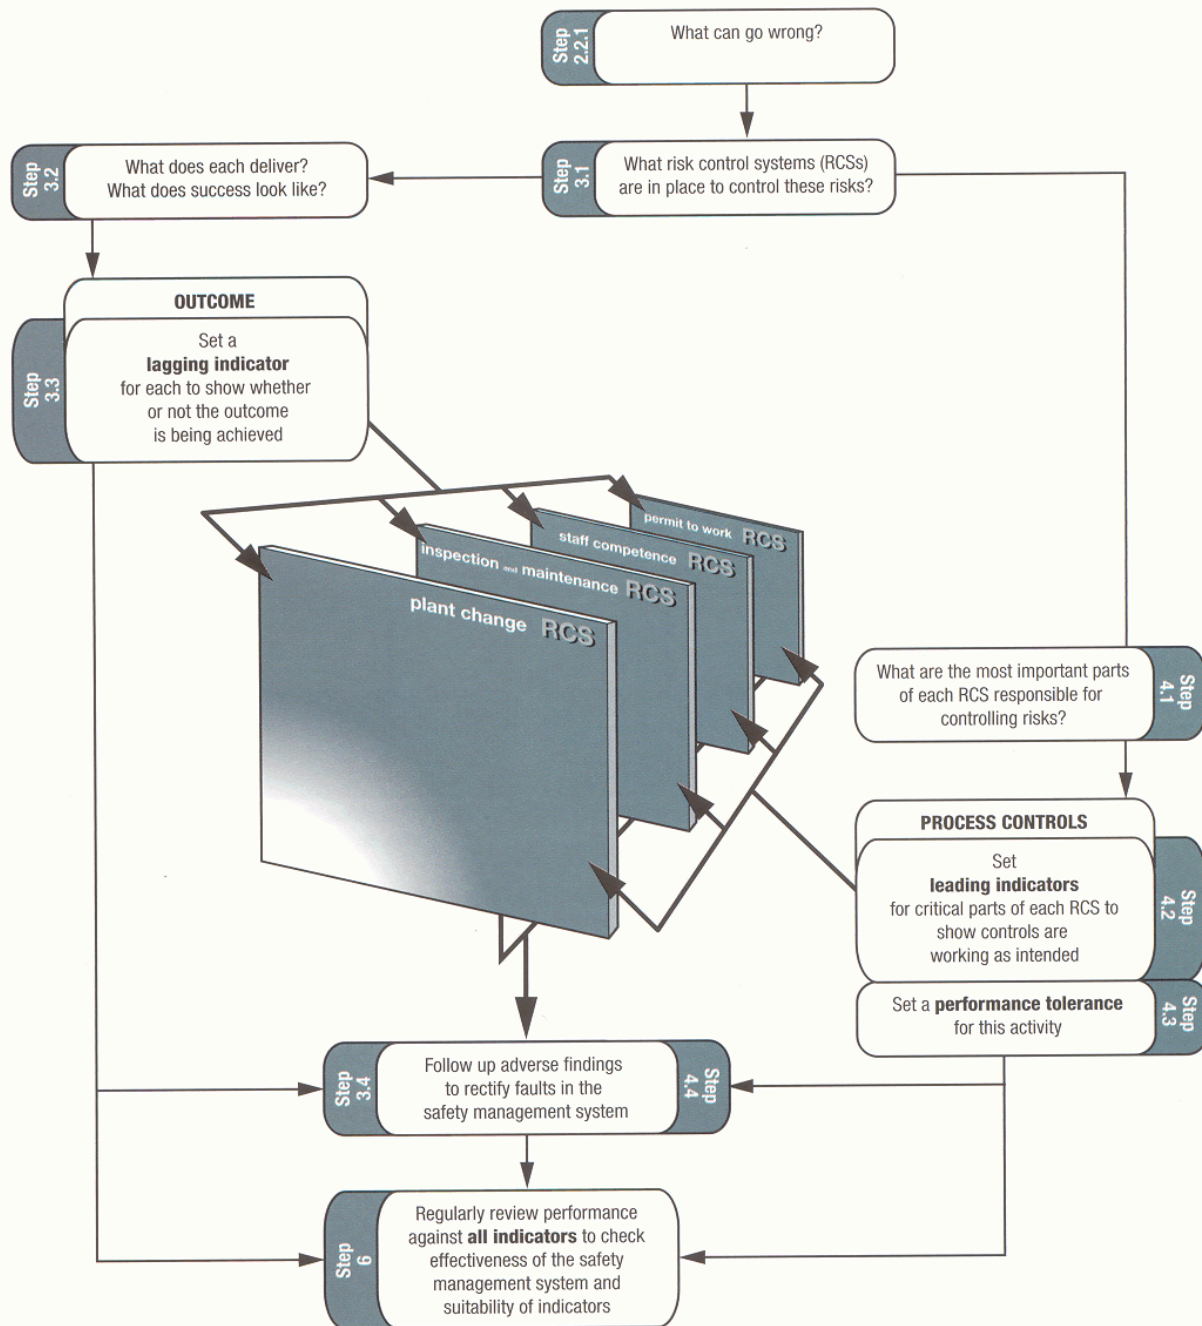 Step
2.2.1
What can go wrong?
Step
3.2
What does each deliver?
What does success look like?
Step
3.1
What risk control systems (RCSs)
are in place to control these risks?
OUTCOME
Step
3.3
Set a
lagging indicator
for each to show whether
or not the outcome
is being achieved
permit to work RCS
staff competence RCS
inspection and maintenance RCS
plant change RCS
What are the most important parts
of each RCS responsible for
controlling risks?
Step
4.1
PROCESS CONTROLS
Set
leading indicators
for critical parts of each RCS to
show controls are
working as intended
Step
4.2
Set a performance tolerance
for this activity
Step
4.3
Step
3.4
Follow up adverse findings
to rectify faults in the
safety management system
Step
4.4
Step
6
Regularly review performance
against all indicators to check
effectiveness of the safety
management system and
suitability of indicators